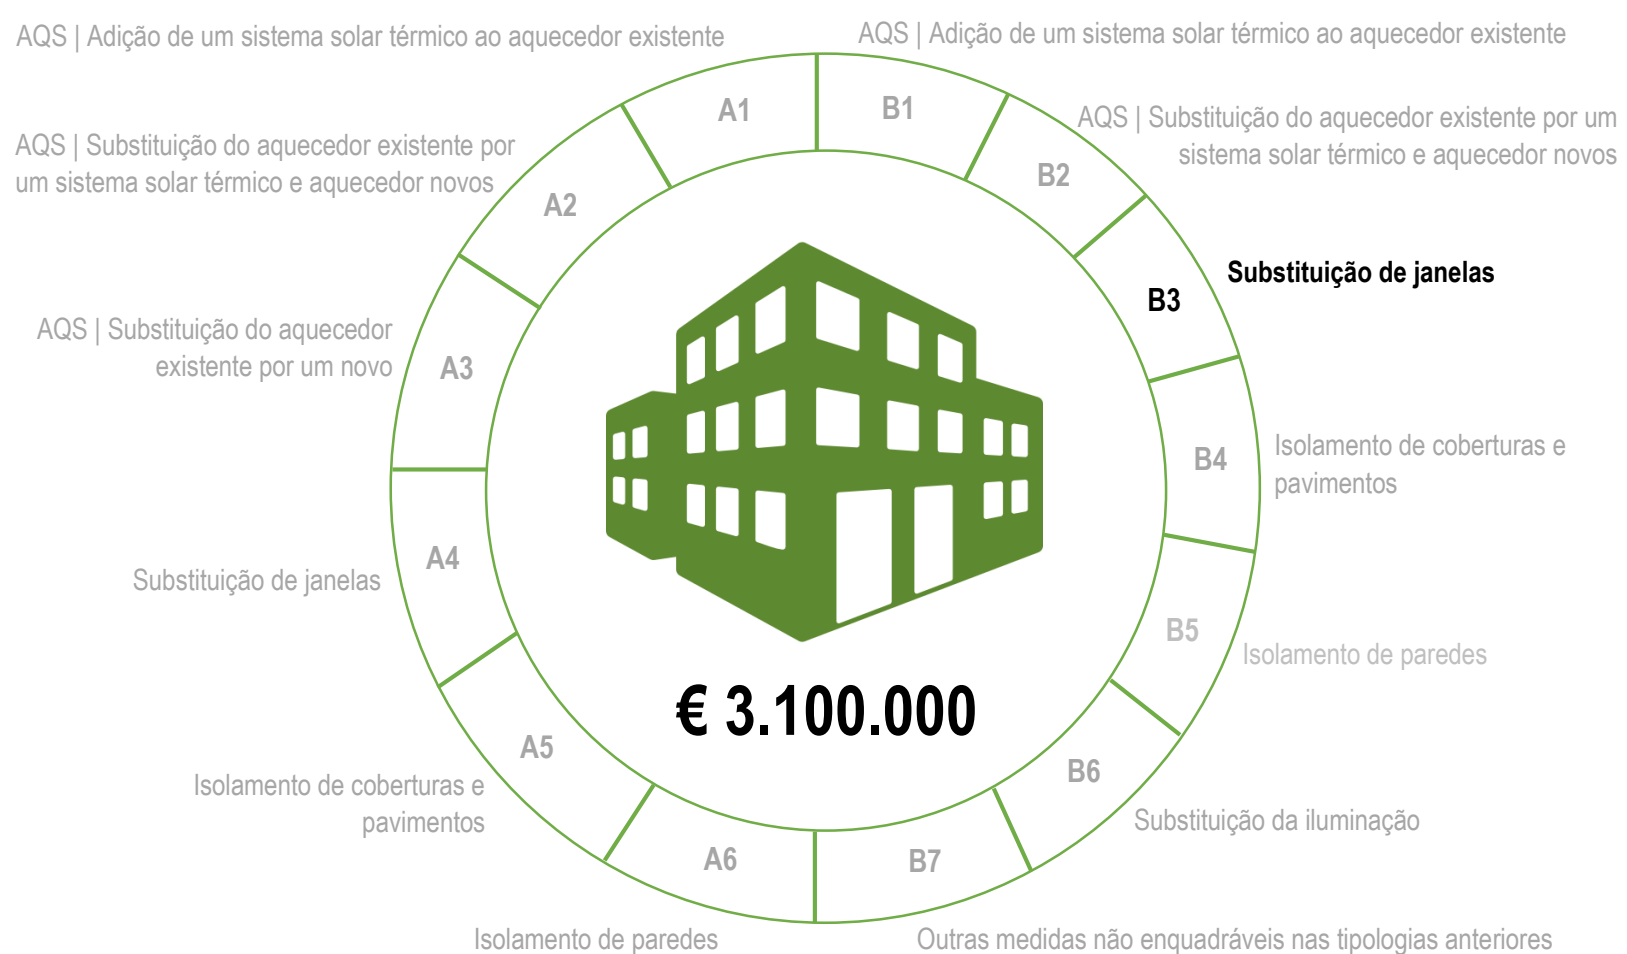 AQS | Adição de um sistema solar térmico ao aquecedor existente
AQS | Adição de um sistema solar térmico ao aquecedor existente
A1
B1
AQS | Substituição do aquecedor existente por um
sistema solar térmico e aquecedor novos
AQS | Substituição do aquecedor existente por
um sistema solar térmico e aquecedor novos
A2
B2
Substituição de janelas
B3
AQS | Substituição do aquecedor
existente por um novo
A3
B4
Isolamento de coberturas e
pavimentos
A4
Substituição de janelas
B5
Isolamento de paredes
€ 3.100.000
A5
Isolamento de coberturas e
pavimentos
B6
Substituição da iluminação
A6
B7
Isolamento de paredes
Outras medidas não enquadráveis nas tipologias anteriores